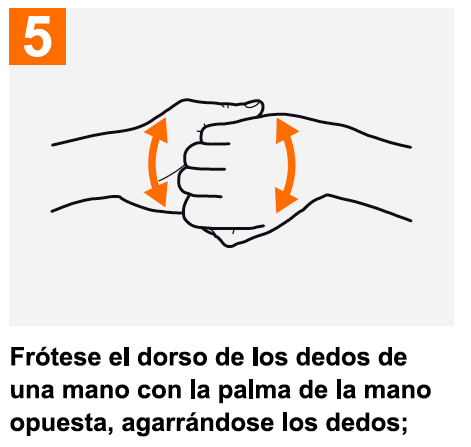 5
Frótese el dorso de los dedos de
una mano con la palma de la mano
opuesta, agarrándose los dedos;